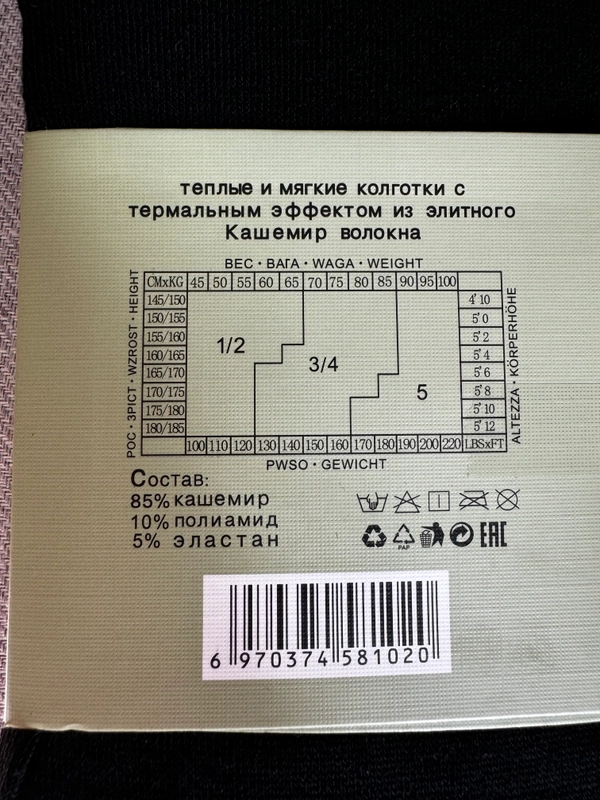 теплые и мягкие колготки с
термальным эффектом из элитного
Кашемир волокна
ВЕС · ВАГА · WAGA · WEIGHT
CMxKG 45 50 55 60 65 70 75 80 85 90 95 100
145/150 4'10
150/155 5'0
155/160 5'2
160/165 5'4
165/170 5'6
170/175 5'8
175/180 5'10
180/185 5'12
1/2
3/4
5
100 110 120 130 140 150 160 170 180 190 200 220 LBSxFT
РОС · ЗРІСТ · WZROST · HEIGHT
ALTEZZA · KÖRPERHÖHE
PWSO · GEWICHT
Состав:
85% кашемир
10% полиамид
5% эластан
PAP
EAC
6 970374 581020